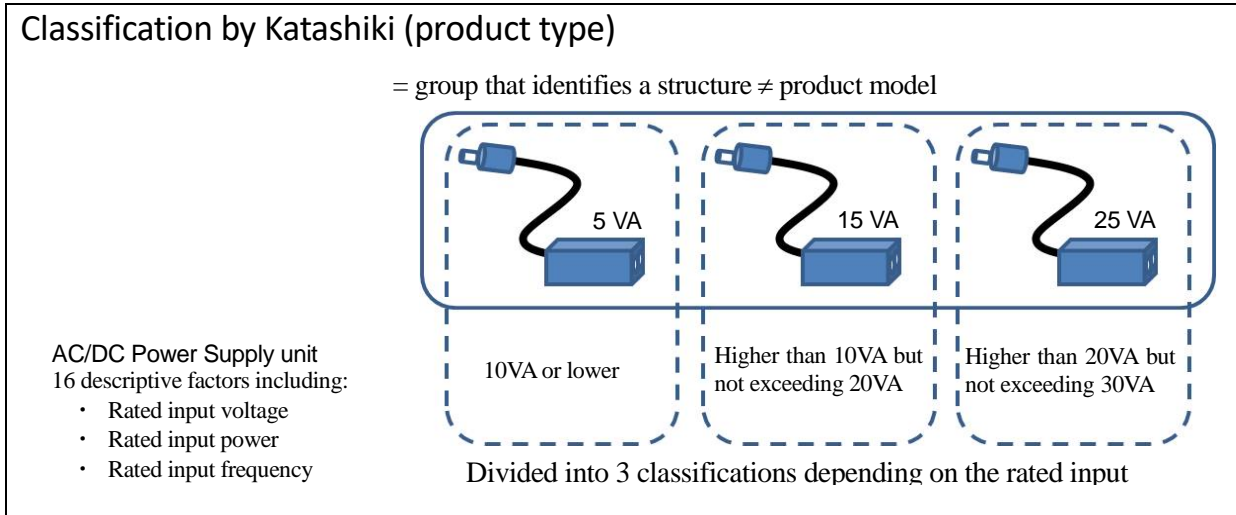 Classification by Katashiki (product type)
= group that identifies a structure ≠ product model
5 VA
15 VA
25 VA
10VA or lower
Higher than 10VA but
not exceeding 20VA
Higher than 20VA but
not exceeding 30VA
AC/DC Power Supply unit
16 descriptive factors including:
・ Rated input voltage
・ Rated input power
・ Rated input frequency
Divided into 3 classifications depending on the rated input